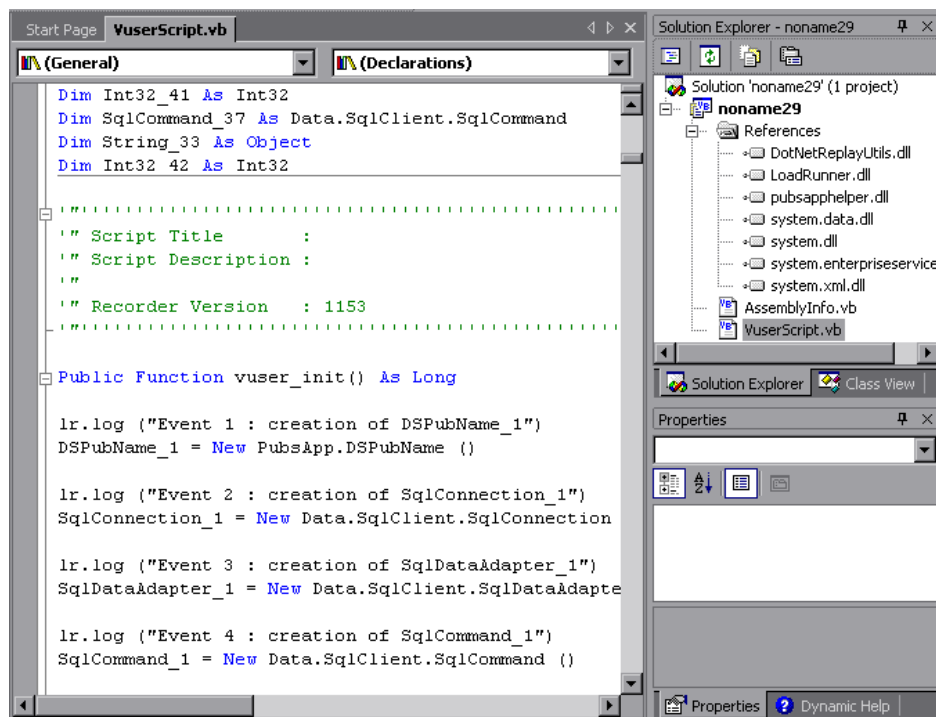 Start Page VuserScript.vb
(General) (Declarations)
Dim Int32_41 As Int32
Dim SqlCommand_37 As Data.SqlClient.SqlCommand
Dim String_33 As Object
Dim Int32_42 As Int32
'"'''''''''''''''''''''''''''''''''''''''''''''''''
'" Script Title :
'" Script Description :
'"
'" Recorder Version : 1153
'"'''''''''''''''''''''''''''''''''''''''''''''''''
Public Function vuser_init() As Long
lr.log ("Event 1 : creation of DSPubName_1")
DSPubName_1 = New PubsApp.DSPubName ()
lr.log ("Event 2 : creation of SqlConnection_1")
SqlConnection_1 = New Data.SqlClient.SqlConnection
lr.log ("Event 3 : creation of SqlDataAdapter_1")
SqlDataAdapter_1 = New Data.SqlClient.SqlDataAdapte
lr.log ("Event 4 : creation of SqlCommand_1")
SqlCommand_1 = New Data.SqlClient.SqlCommand ()
Solution Explorer - noname29
Solution 'noname29' (1 project)
noname29
References
DotNetReplayUtils.dll
LoadRunner.dll
pubsapphelper.dll
system.data.dll
system.dll
system.enterpriseservice
system.xml.dll
AssemblyInfo.vb
VuserScript.vb
Solution Explorer Class View
Properties
Properties Dynamic Help